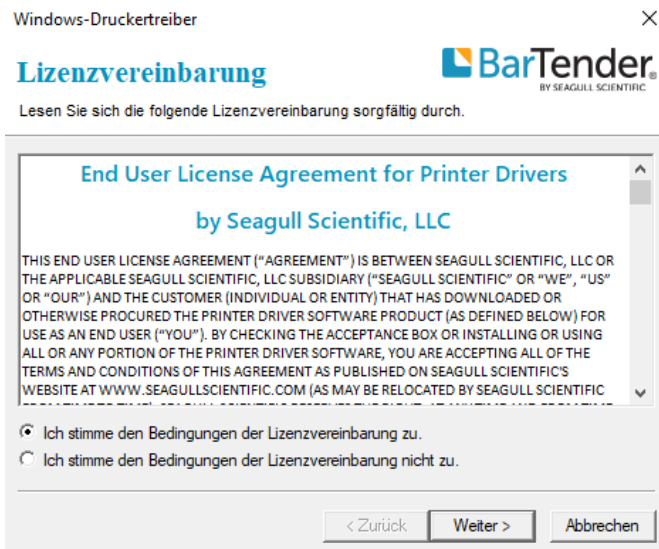 Windows-Druckertreiber
Lizenzvereinbarung
BarTender®
BY SEAGULL SCIENTIFIC
Lesen Sie sich die folgende Lizenzvereinbarung sorgfältig durch.
End User License Agreement for Printer Drivers
by Seagull Scientific, LLC
THIS END USER LICENSE AGREEMENT (“AGREEMENT”) IS BETWEEN SEAGULL SCIENTIFIC, LLC OR
THE APPLICABLE SEAGULL SCIENTIFIC, LLC SUBSIDIARY (“SEAGULL SCIENTIFIC” OR “WE”, “US”
OR “OUR”) AND THE CUSTOMER (INDIVIDUAL OR ENTITY) THAT HAS DOWNLOADED OR
OTHERWISE PROCURED THE PRINTER DRIVER SOFTWARE PRODUCT (AS DEFINED BELOW) FOR
USE AS AN END USER (“YOU”). BY CHECKING THE ACCEPTANCE BOX OR INSTALLING OR USING
ALL OR ANY PORTION OF THE PRINTER DRIVER SOFTWARE, YOU ARE ACCEPTING ALL OF THE
TERMS AND CONDITIONS OF THIS AGREEMENT AS PUBLISHED ON SEAGULL SCIENTIFIC'S
WEBSITE AT WWW.SEAGULLSCIENTIFIC.COM (AS MAY BE RELOCATED BY SEAGULL SCIENTIFIC
Ich stimme den Bedingungen der Lizenzvereinbarung zu.
Ich stimme den Bedingungen der Lizenzvereinbarung nicht zu.
< Zurück
Weiter >
Abbrechen